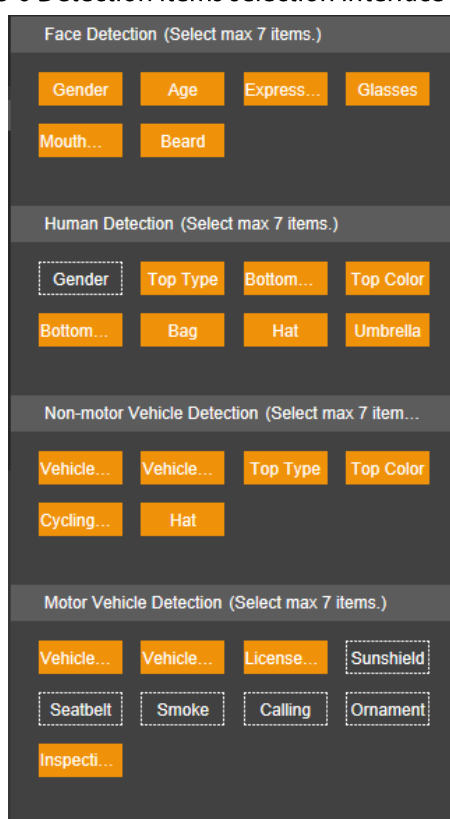 Face Detection (Select max 7 items.)
Gender Age Express... Glasses
Mouth... Beard
Human Detection (Select max 7 items.)
Gender Top Type Bottom... Top Color
Bottom... Bag Hat Umbrella
Non-motor Vehicle Detection (Select max 7 item...
Vehicle... Vehicle... Top Type Top Color
Cycling... Hat
Motor Vehicle Detection (Select max 7 items.)
Vehicle... Vehicle... License... Sunshield
Seatbelt Smoke Calling Ornament
Inspecti...